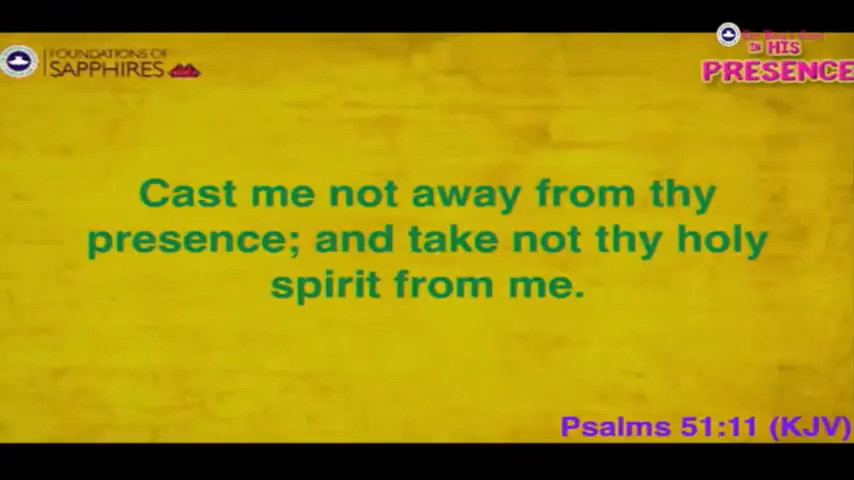 FOUNDATIONS OF
SAPPHIRES
IN HIS
PRESENCE
Cast me not away from thy
presence; and take not thy holy
spirit from me.
Psalms 51:11 (KJV)